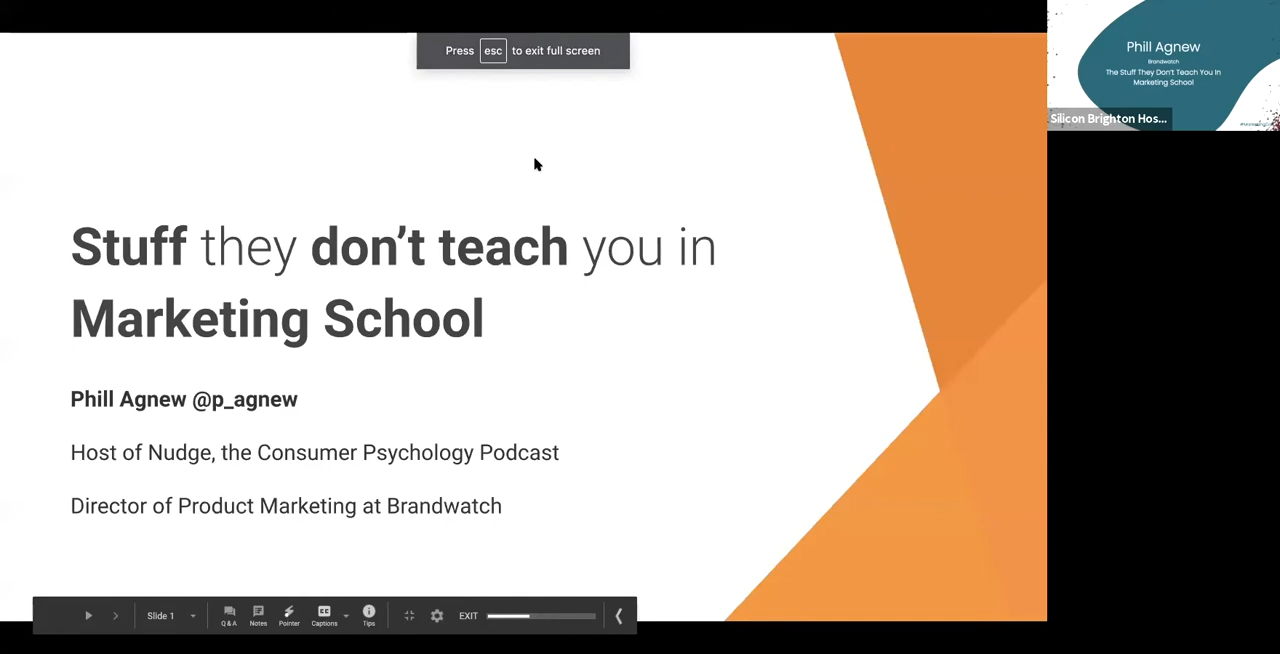 Press esc to exit full screen
Stuff they don't teach you in
Marketing School
Phill Agnew @p_agnew
Host of Nudge, the Consumer Psychology Podcast
Director of Product Marketing at Brandwatch
Slide 1
Q & A
Notes
Pointer
CC
Captions
Tips
EXIT
Phill Agnew
Brandwatch
The Stuff They Don't Teach You In
Marketing School
Silicon Brighton Hos...